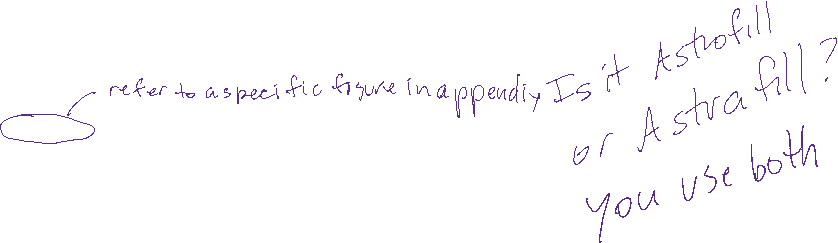 refer to a specific figure in appendix
Is it Astrofill
or Astrafill?
You use both